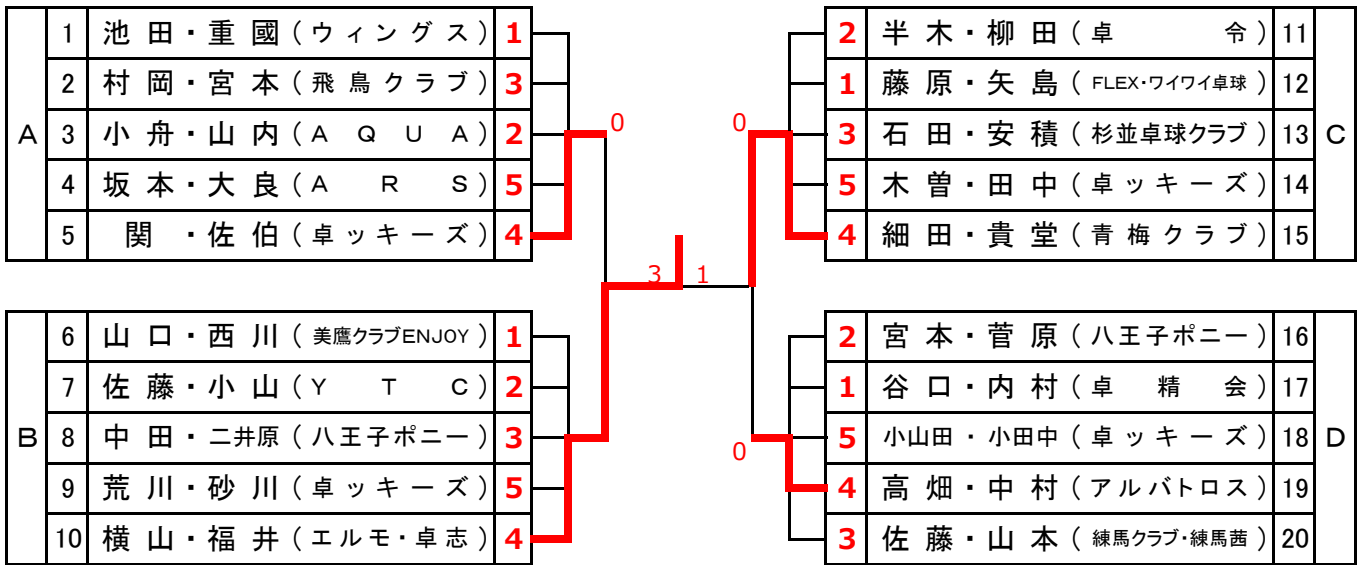 A
1 池田・重國(ウィングス) 1
2 村岡・宮本(飛鳥クラブ) 3
3 小舟・山内(AQUA) 2
4 坂本・大良(ARS) 5
5 関・佐伯(卓ッキーズ) 4
0
B
6 山口・西川(美鷹クラブENJOY) 1
7 佐藤・小山(YTC) 2
8 中田・二井原(八王子ポニー) 3
9 荒川・砂川(卓ッキーズ) 5
10 横山・福井(エルモ・卓志) 4
3 1
2 半木・柳田(卓令) 11
1 藤原・矢島(FLEX・ワイワイ卓球) 12
3 石田・安積(杉並卓球クラブ) 13
5 木曽・田中(卓ッキーズ) 14
4 細田・貴堂(青梅クラブ) 15
C
0
2 宮本・菅原(八王子ポニー) 16
1 谷口・内村(卓精会) 17
5 小山田・小田中(卓ッキーズ) 18
4 高畑・中村(アルバトロス) 19
3 佐藤・山本(練馬クラブ・練馬茜) 20
D
0